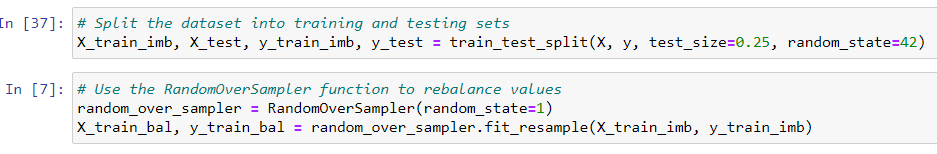 In [37]: # Split the dataset into training and testing sets
X_train_imb, X_test, y_train_imb, y_test = train_test_split(X, y, test_size=0.25, random_state=42)
In [7]: # Use the RandomOverSampler function to rebalance values
random_over_sampler = RandomOverSampler(random_state=1)
X_train_bal, y_train_bal = random_over_sampler.fit_resample(X_train_imb, y_train_imb)